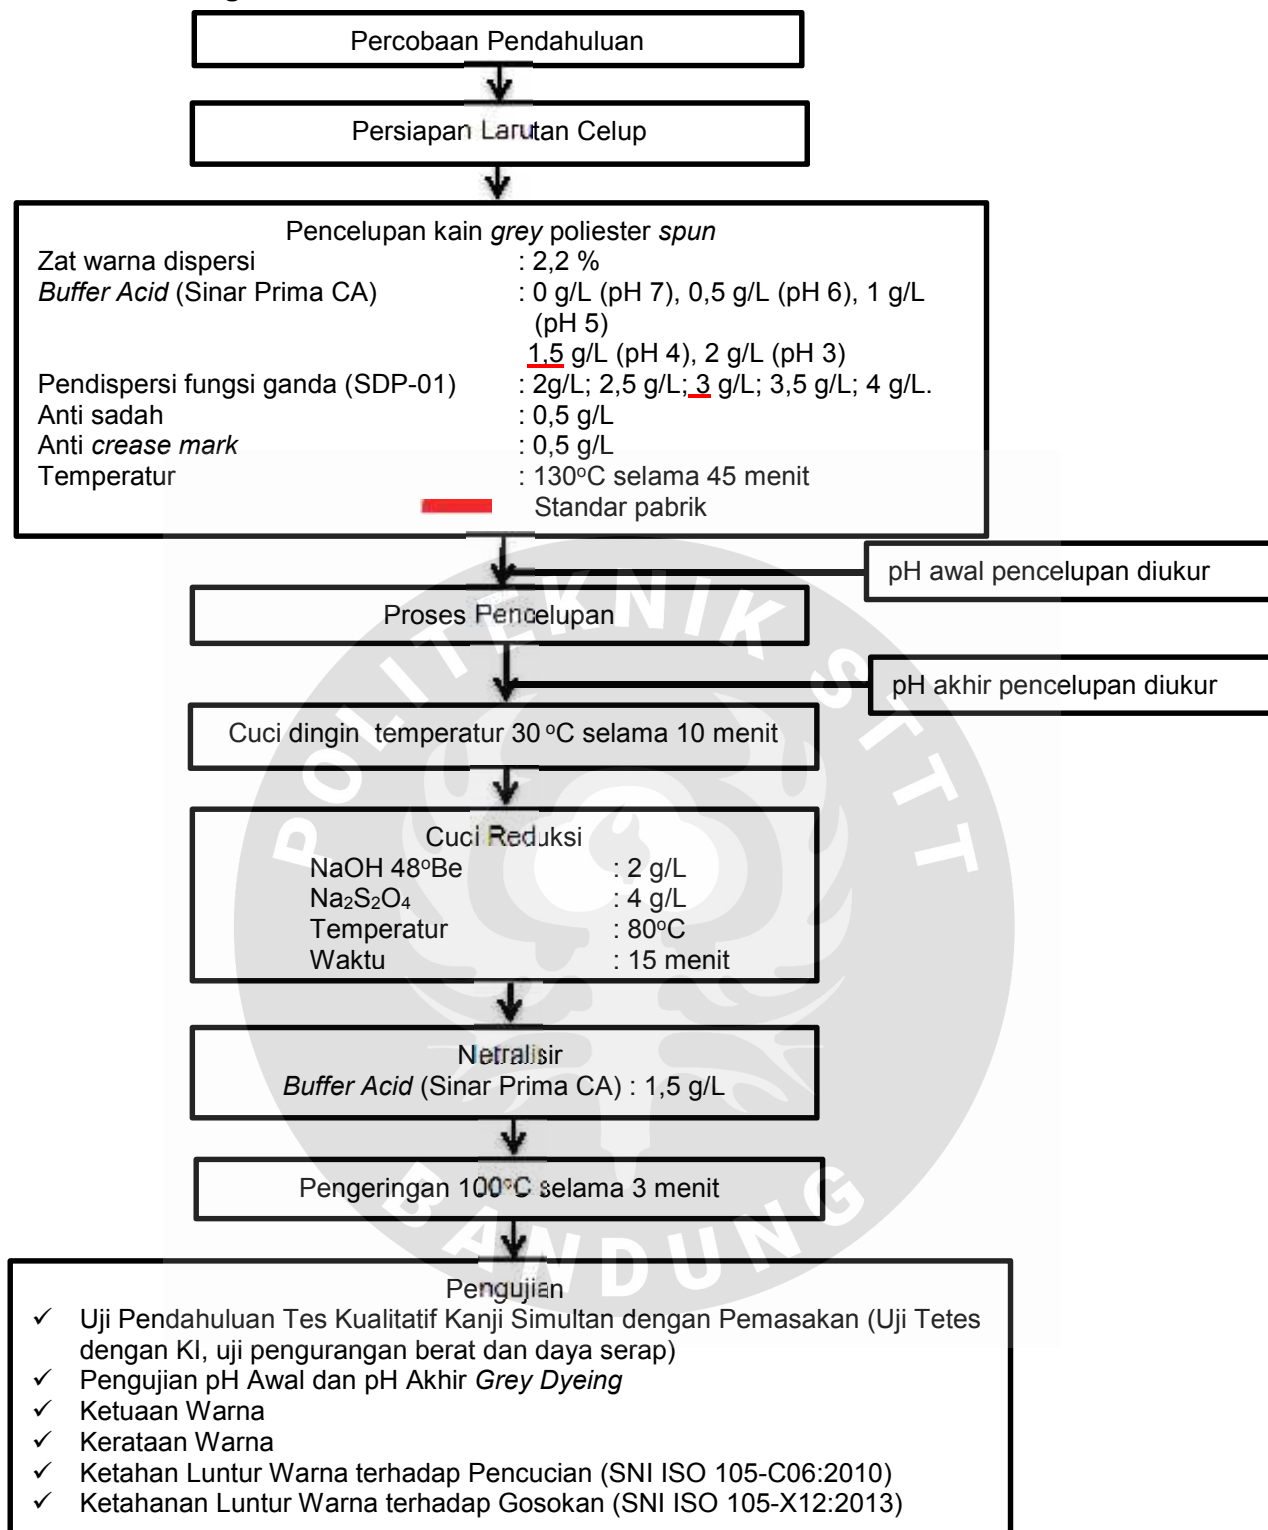 Percobaan Pendahuluan
Persiapan Larutan Celup
Pencelupan kain grey poliester spun
Zat warna dispersi : 2,2 %
Buffer Acid (Sinar Prima CA) : 0 g/L (pH 7), 0,5 g/L (pH 6), 1 g/L
(pH 5)
1,5 g/L (pH 4), 2 g/L (pH 3)
Pendispersi fungsi ganda (SDP-01) : 2g/L; 2,5 g/L; 3 g/L; 3,5 g/L; 4 g/L.
Anti sadah : 0,5 g/L
Anti crease mark : 0,5 g/L
Temperatur : 130°C selama 45 menit
Standar pabrik
pH awal pencelupan diukur
Proses Pencelupan
pH akhir pencelupan diukur
Cuci dingin temperatur 30 °C selama 10 menit
Cuci Reduksi
NaOH 48°Be : 2 g/L
Na₂S₂O₄ : 4 g/L
Temperatur : 80°C
Waktu : 15 menit
Netralisir
Buffer Acid (Sinar Prima CA) : 1,5 g/L
Pengeringan 100°C selama 3 menit
Pengujian
✓ Uji Pendahuluan Tes Kualitatif Kanji Simultan dengan Pemasakan (Uji Tetes
dengan KI, uji pengurangan berat dan daya serap)
✓ Pengujian pH Awal dan pH Akhir Grey Dyeing
✓ Ketuaan Warna
✓ Kerataan Warna
✓ Ketahan Luntur Warna terhadap Pencucian (SNI ISO 105-C06:2010)
✓ Ketahanan Luntur Warna terhadap Gosokan (SNI ISO 105-X12:2013)
POLITEKNIK STTT
BANDUNG